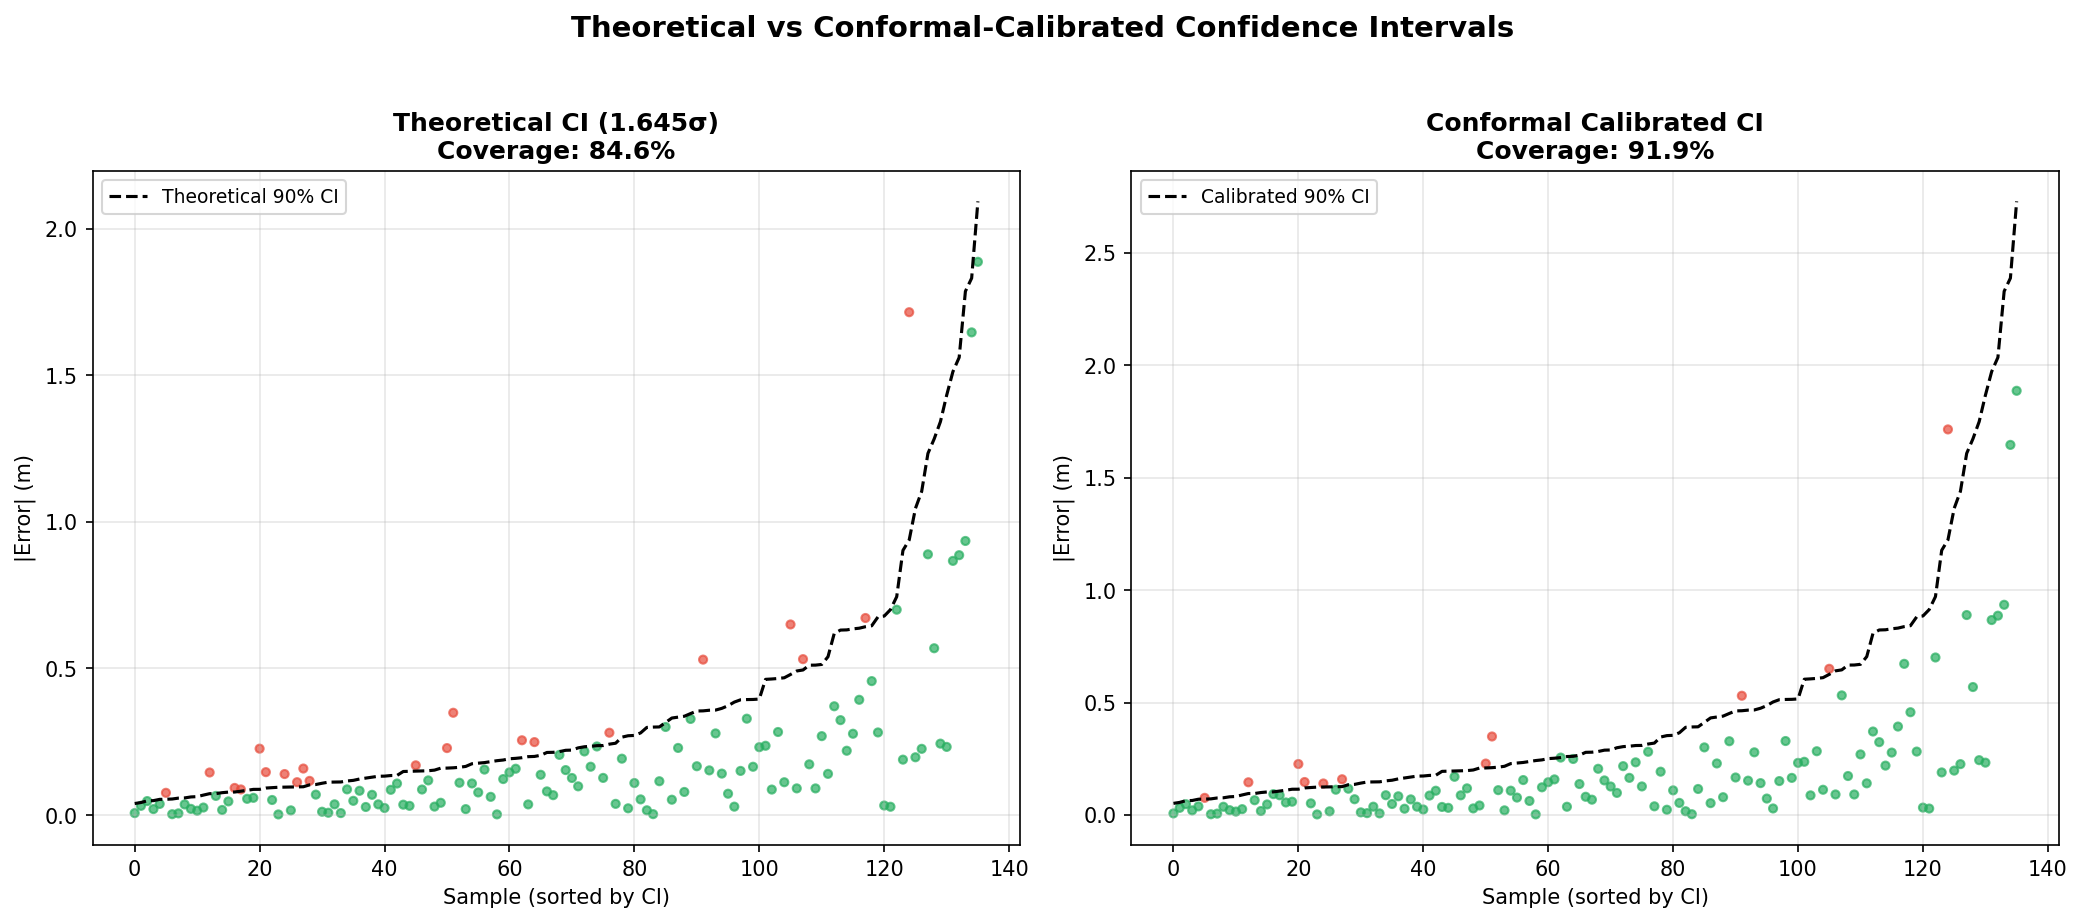 Theoretical vs Conformal-Calibrated Confidence Intervals
Theoretical CI (1.645σ)
Coverage: 84.6%
Theoretical 90% CI
2.0
1.5
1.0
0.5
0.0
|Error| (m)
0 20 40 60 80 100 120 140
Sample (sorted by CI)
Conformal Calibrated CI
Coverage: 91.9%
Calibrated 90% CI
2.5
2.0
1.5
1.0
0.5
0.0
|Error| (m)
0 20 40 60 80 100 120 140
Sample (sorted by CI)